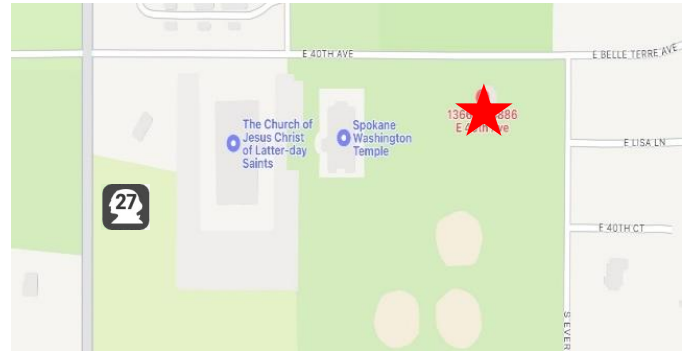 E 40TH AVE
E BELLE TERRE AVE
The Church of
Jesus Christ
of Latter-day
Saints
Spokane
Washington
Temple
E LISA LN
27
E 40TH CT
S EVER